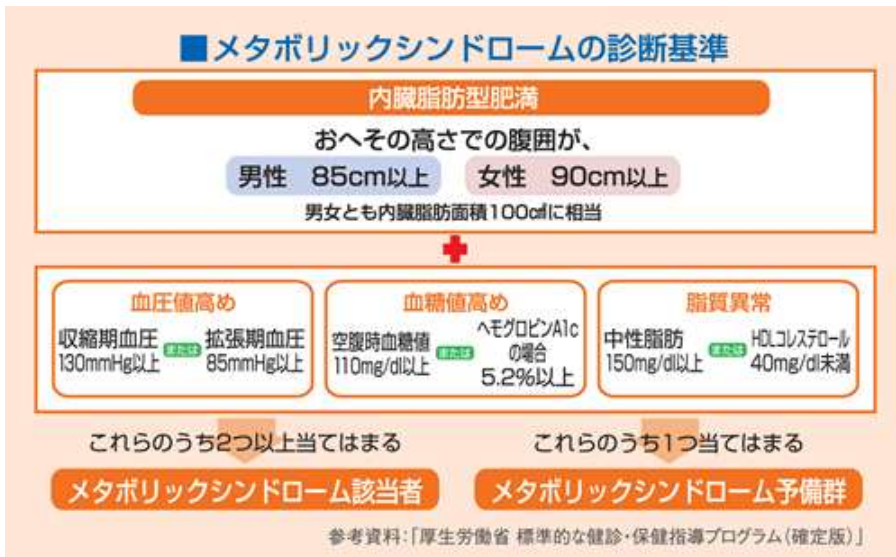 ■メタボリックシンドロームの診断基準
内臓脂肪型肥満
おへその高さでの腹囲が、
男性 85cm以上 女性 90cm以上
男女とも内臓脂肪面積100c㎡に相当
血圧値高め
収縮期血圧
130mmHg以上
または
拡張期血圧
85mmHg以上
血糖値高め
空腹時血糖値
110mg/dl以上
または
ヘモグロビンA1c
の場合
5.2%以上
脂質異常
中性脂肪
150mg/dl以上
または
HDLコレステロール
40mg/dl未満
これらのうち2つ以上当てはまる
メタボリックシンドローム該当者
これらのうち1つ当てはまる
メタボリックシンドローム予備群
参考資料:「厚生労働省 標準的な健診・保健指導プログラム(確定版)」